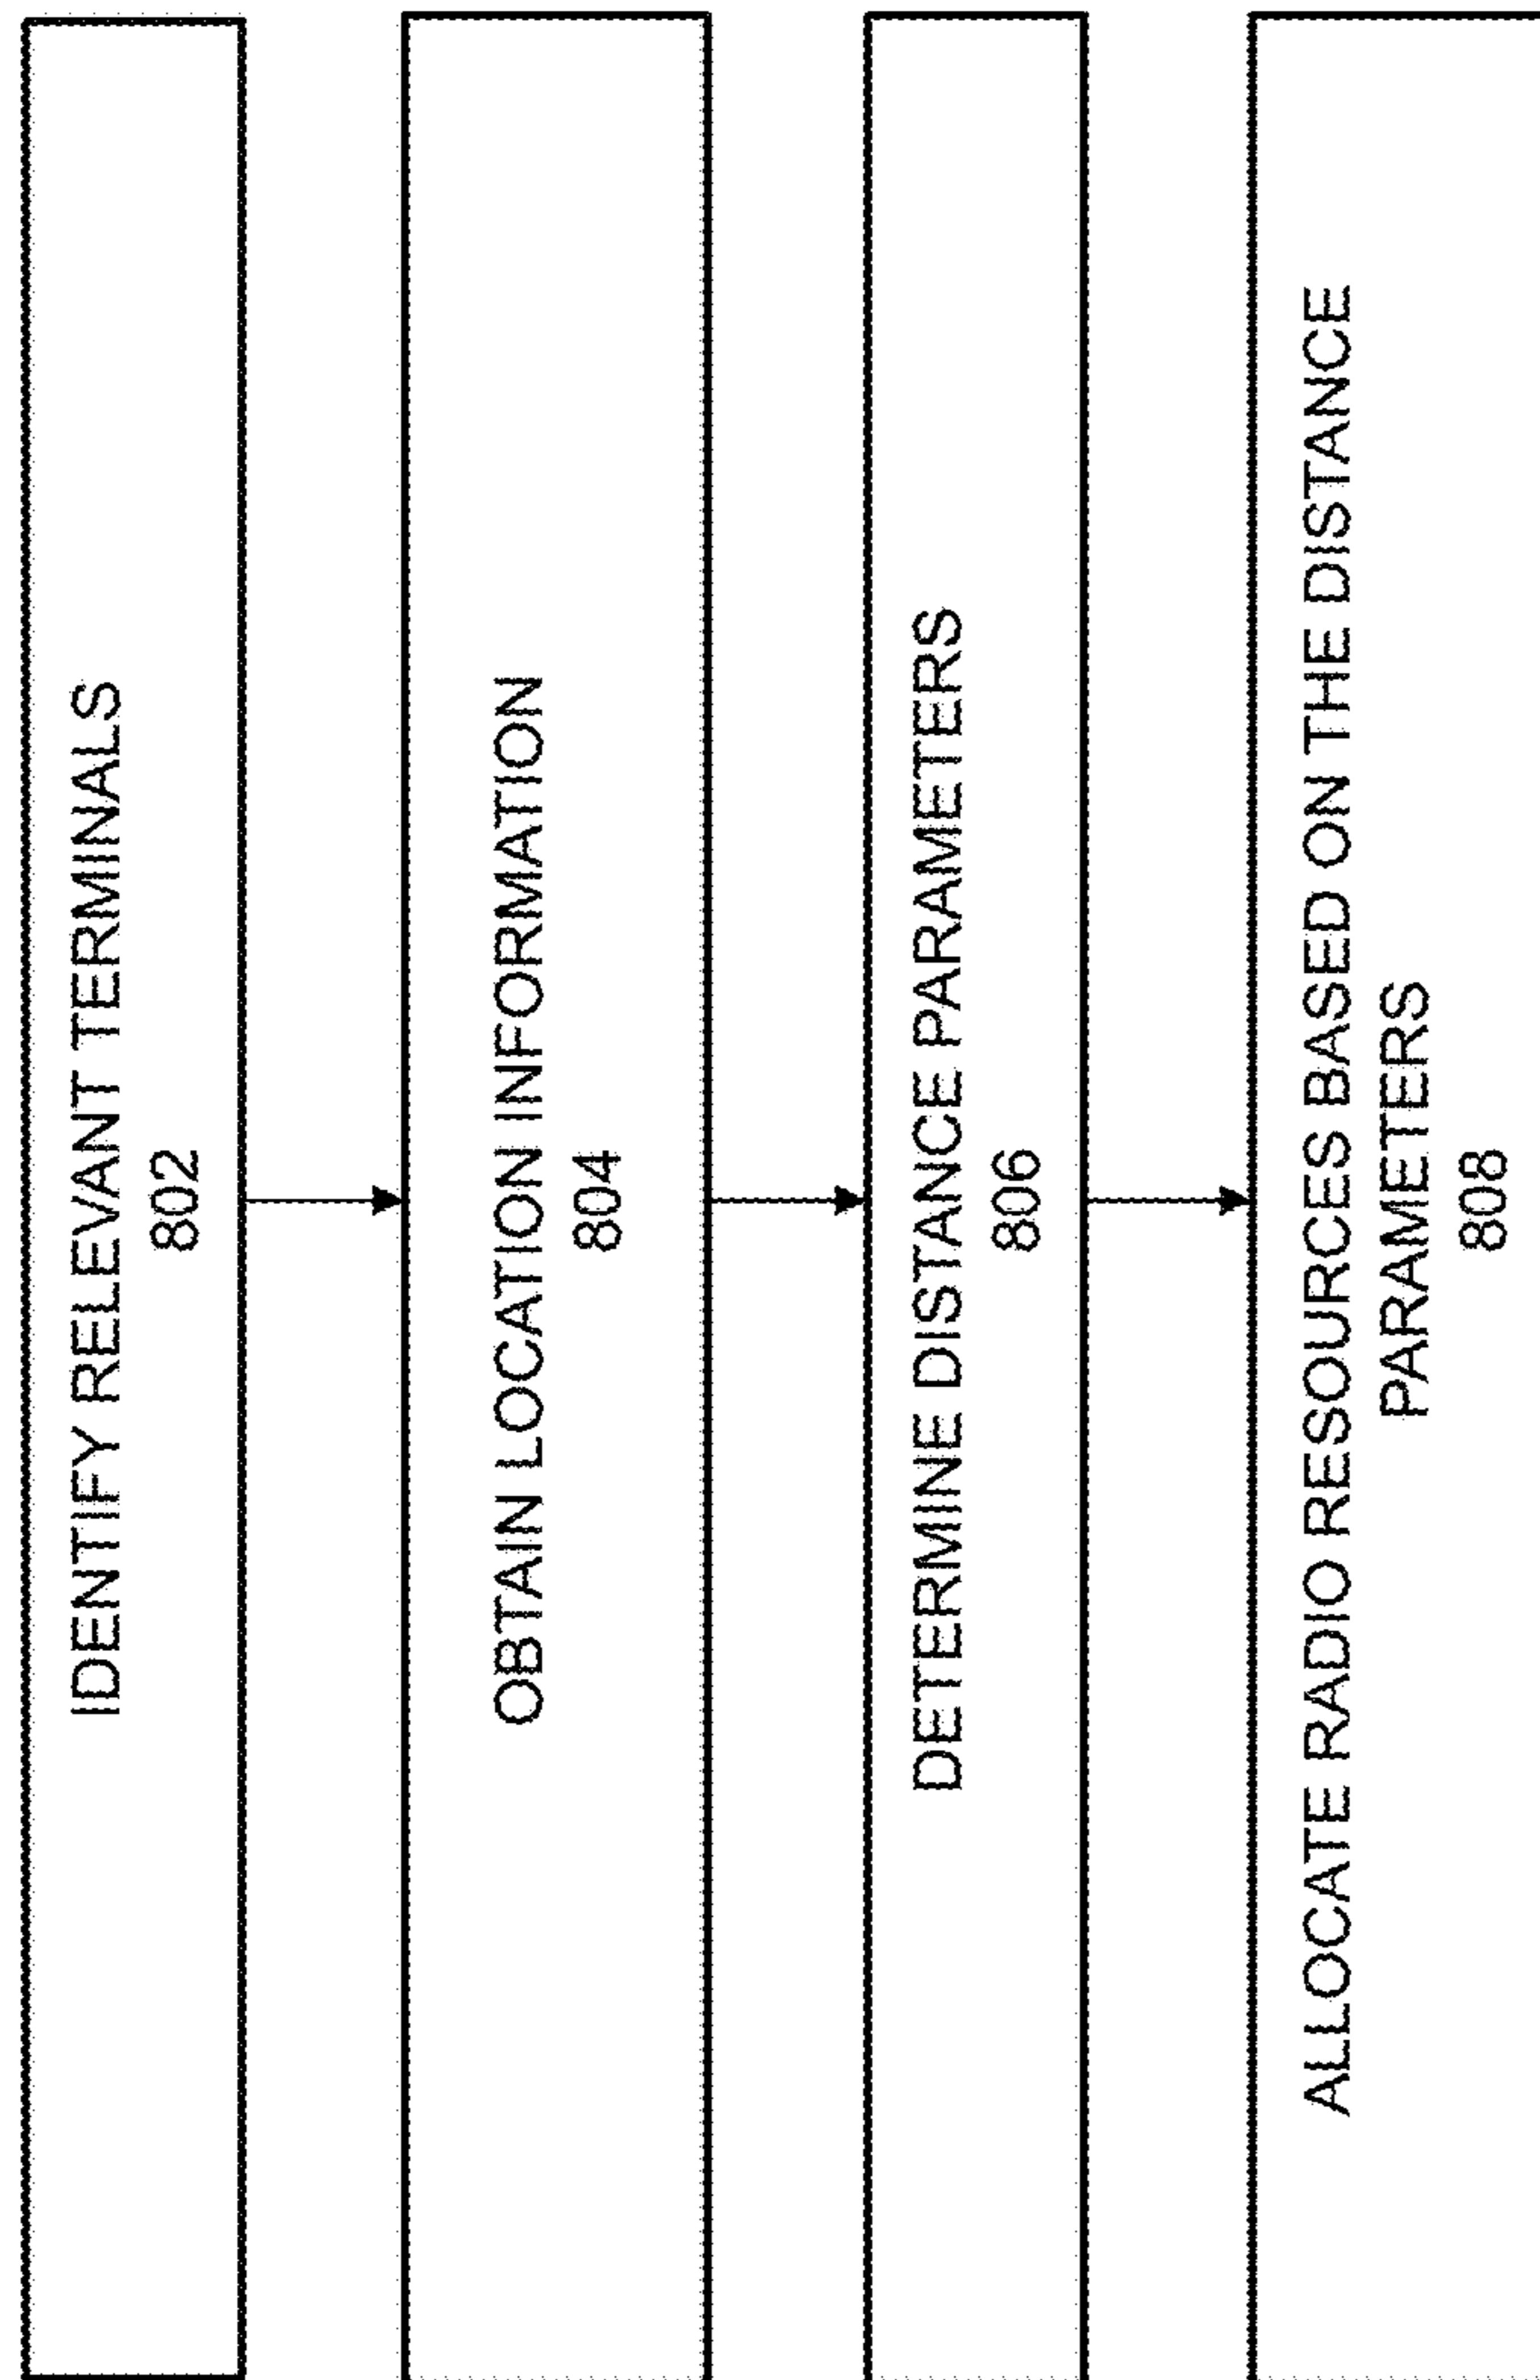 IDENTIFY RELEVANT TERMINALS
802
OBTAIN LOCATION INFORMATION
804
DETERMINE DISTANCE PARAMETERS
806
ALLOCATE RADIO RESOURCES BASED ON THE DISTANCE
PARAMETERS
808